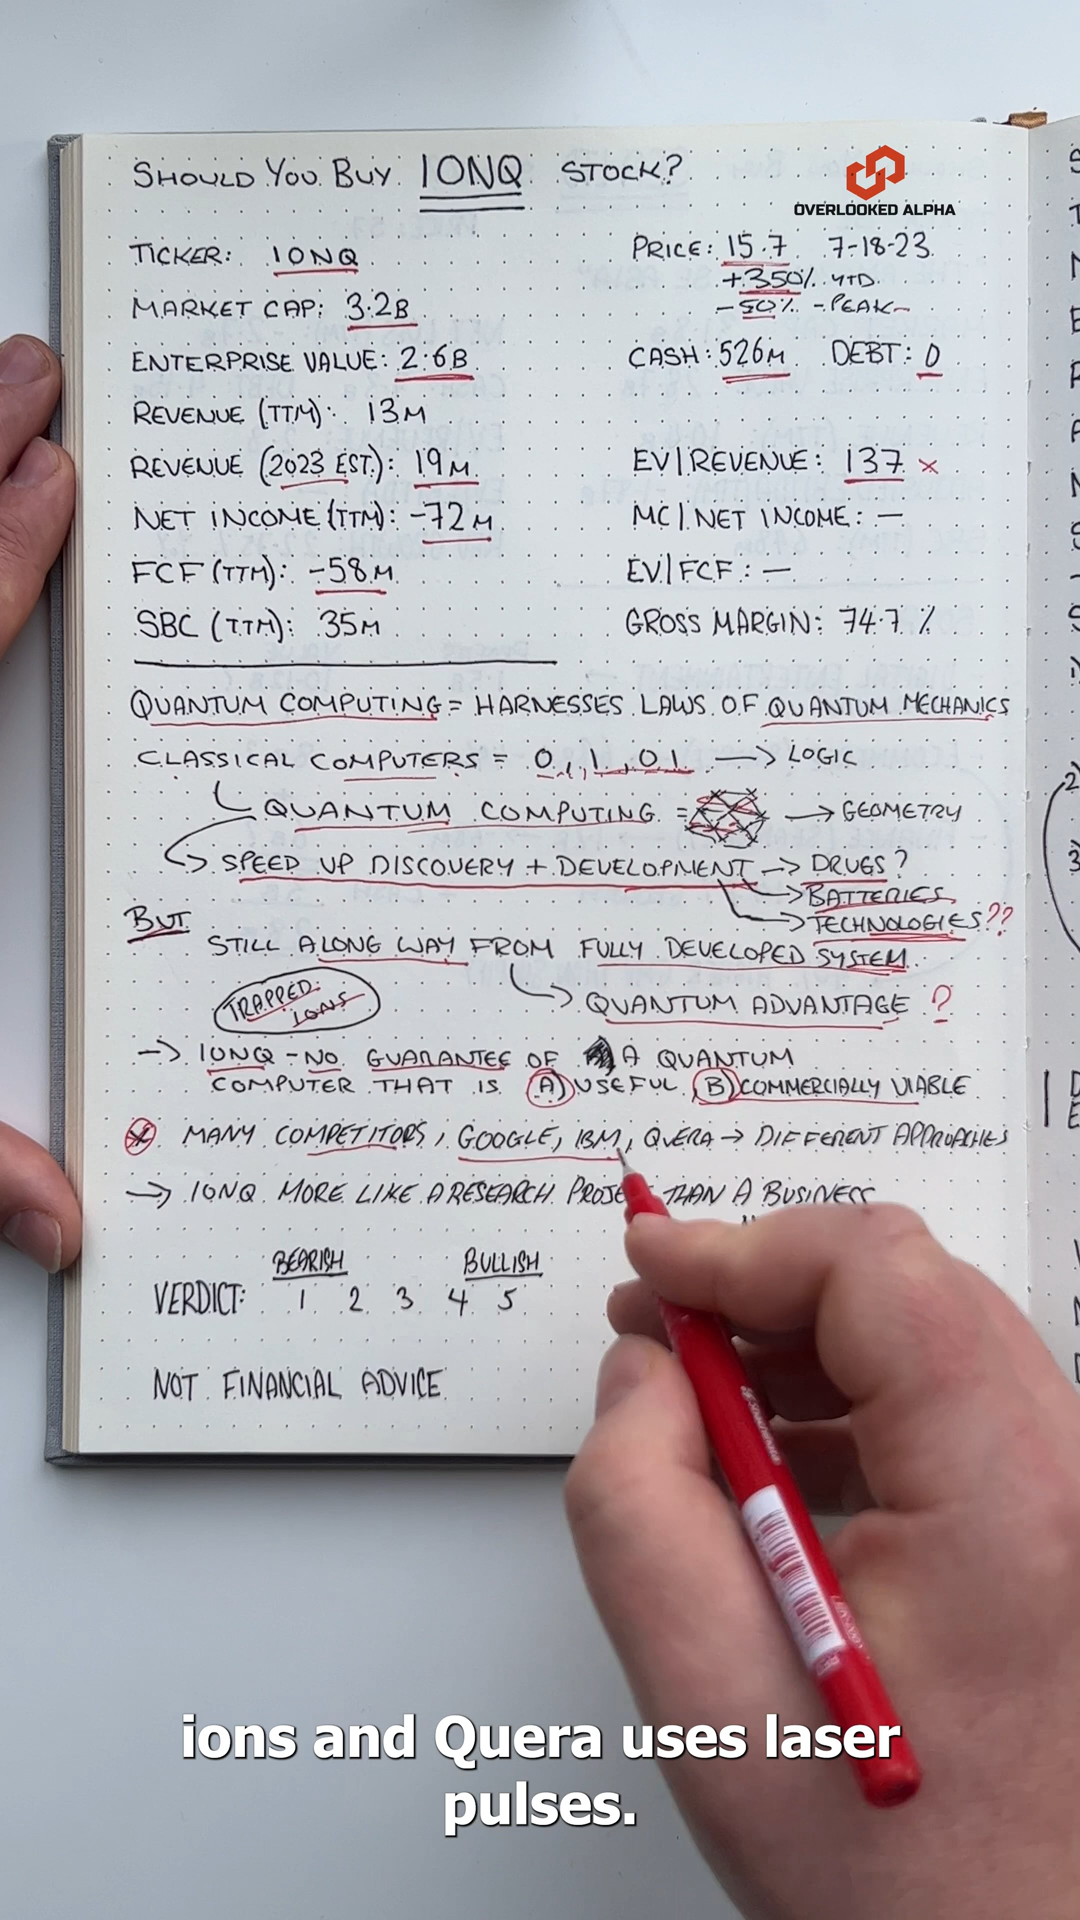 SHOULD YOU BUY IONQ STOCK?
OVERLOOKED ALPHA
TICKER: IONQ
PRICE: 15.7 7-18-23
+350% YTD
-50% -PEAK
MARKET CAP: 3.2B
ENTERPRISE VALUE: 2.6B
CASH: 526M DEBT: 0
REVENUE (TTM): 13M
REVENUE (2023 EST.): 19M
EV/REVENUE: 137 x
NET INCOME (TTM): -72M
MC/NET INCOME: —
FCF (TTM): -58M
EV/FCF: —
SBC (TTM): 35M
GROSS MARGIN: 74.7 %
QUANTUM COMPUTING = HARNESSES LAWS OF QUANTUM MECHANICS
CLASSICAL COMPUTERS = 0, 1, 01 → LOGIC
QUANTUM COMPUTING = → GEOMETRY
→ SPEED UP DISCOVERY + DEVELOPMENT → DRUGS?
→ BATTERIES
→ TECHNOLOGIES??
BUT
STILL A LONG WAY FROM FULLY DEVELOPED SYSTEM
TRAPPED IONS
→ QUANTUM ADVANTAGE ?
→ IONQ - NO GUARANTEE OF A QUANTUM
COMPUTER THAT IS A) USEFUL B) COMMERCIALLY VIABLE
MANY COMPETITORS, GOOGLE, IBM, QUERA → DIFFERENT APPROACHES
→ IONQ MORE LIKE A RESEARCH PROJE THAN A BUSINESS
BEARISH BULLISH
VERDICT: 1 2 3 4 5
NOT FINANCIAL ADVICE
ions and Quera uses laser
pulses.